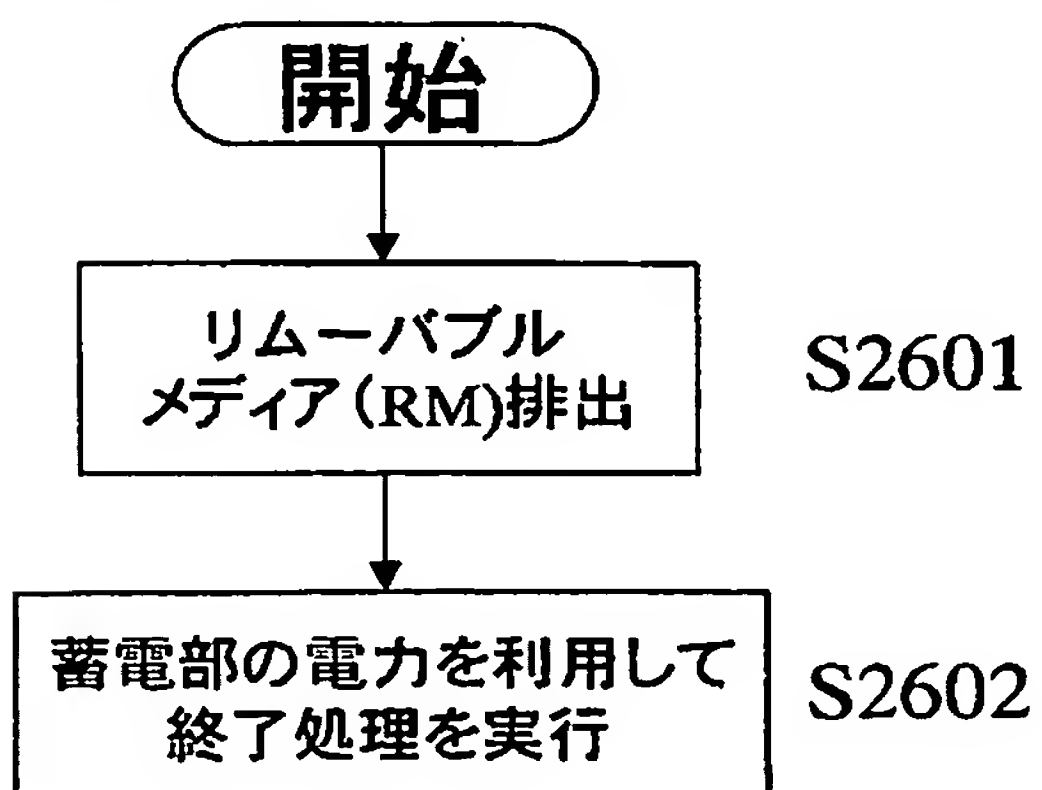 開始
リムーバブル
メディア(RM)排出
S2601
蓄電部の電力を利用して
終了処理を実行
S2602